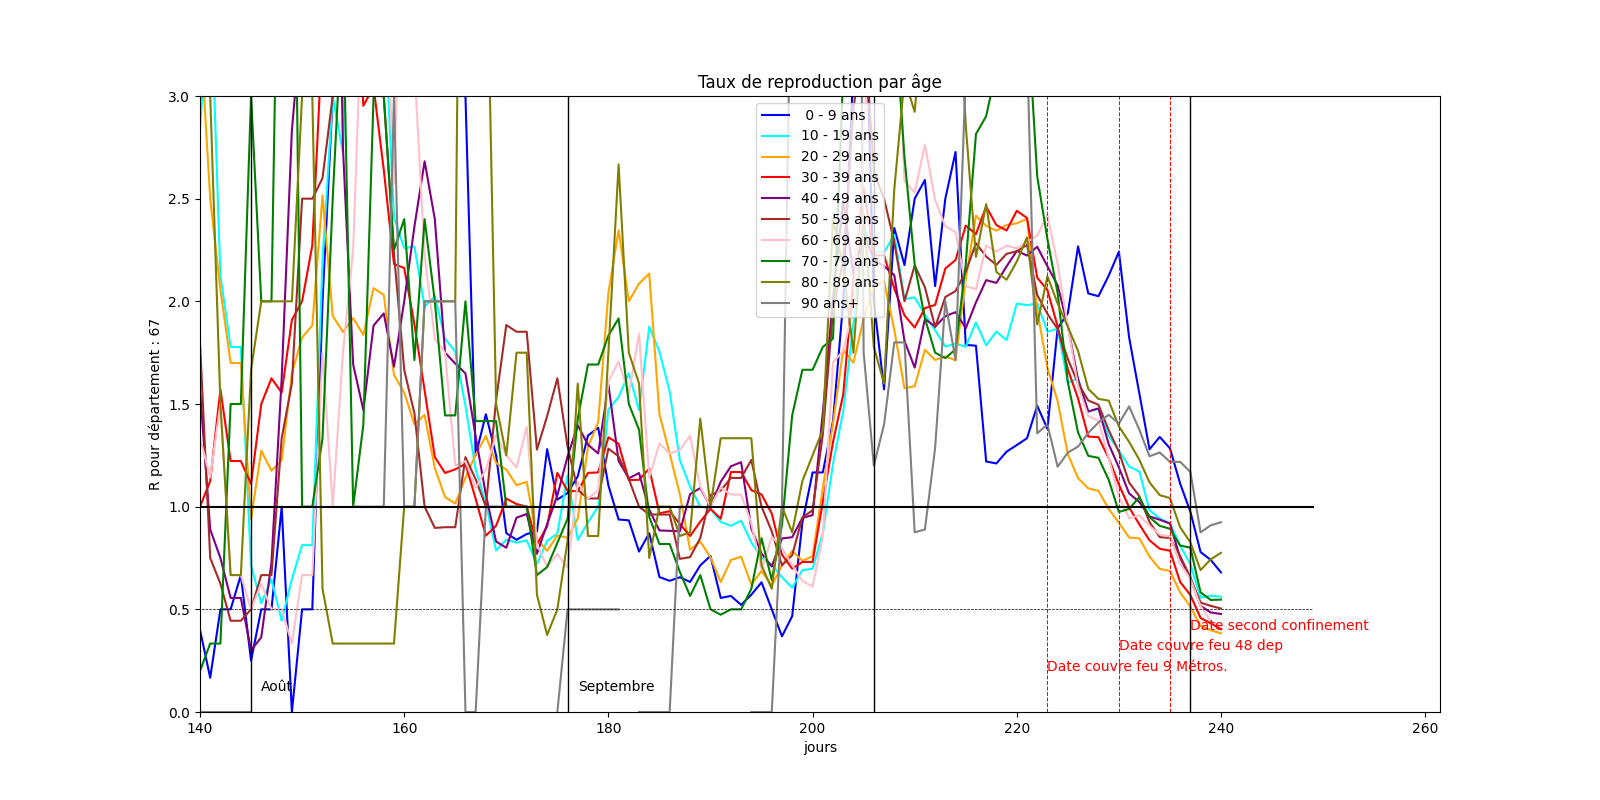 Taux de reproduction par âge
R pour département : 67
3.0
2.5
2.0
1.5
1.0
0.5
0.0
0 - 9 ans
10 - 19 ans
20 - 29 ans
30 - 39 ans
40 - 49 ans
50 - 59 ans
60 - 69 ans
70 - 79 ans
80 - 89 ans
90 ans+
Date second confinement
Date couvre feu 48 dep
Date couvre feu 9 Métros.
Août
Septembre
140 160 180 200 220 240 260
jours